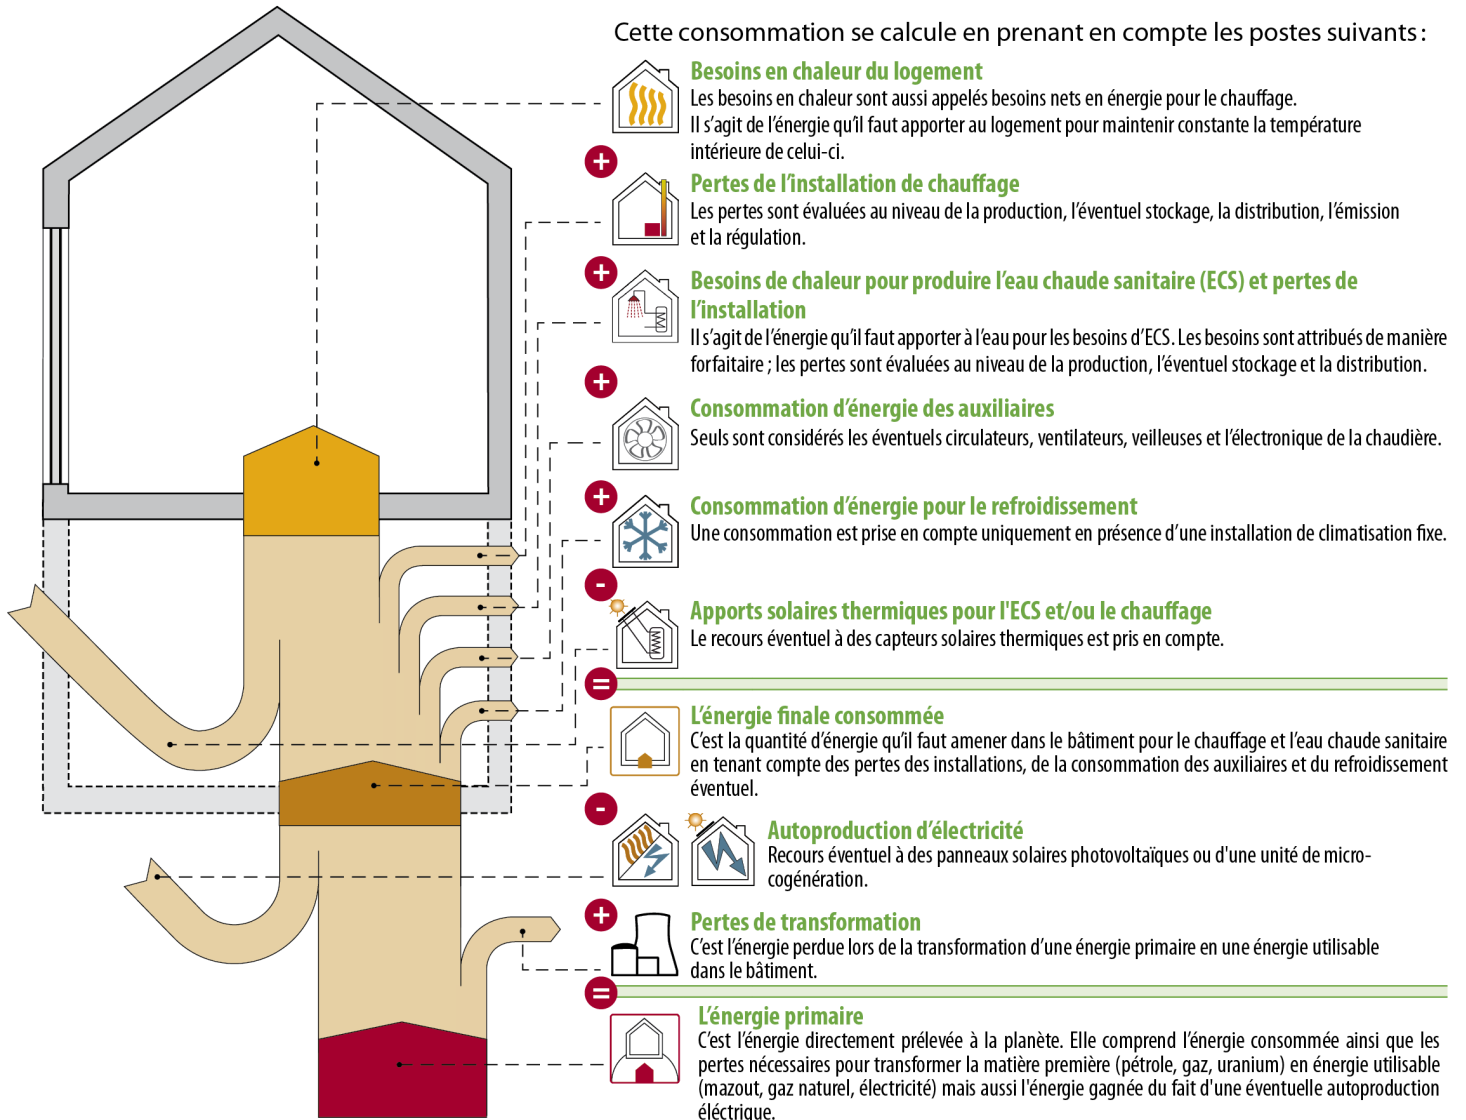 Cette consommation se calcule en prenant en compte les postes suivants :
Besoins en chaleur du logement
Les besoins en chaleur sont aussi appelés besoins nets en énergie pour le chauffage.
Il s'agit de l'énergie qu'il faut apporter au logement pour maintenir constante la température
intérieure de celui-ci.
+
Pertes de l'installation de chauffage
Les pertes sont évaluées au niveau de la production, l'éventuel stockage, la distribution, l'émission
et la régulation.
+
Besoins de chaleur pour produire l'eau chaude sanitaire (ECS) et pertes de
l'installation
Il s'agit de l'énergie qu'il faut apporter à l'eau pour les besoins d'ECS. Les besoins sont attribués de manière
forfaitaire ; les pertes sont évaluées au niveau de la production, l'éventuel stockage et la distribution.
+
Consommation d'énergie des auxiliaires
Seuls sont considérés les éventuels circulateurs, ventilateurs, veilleuses et l'électronique de la chaudière.
+
Consommation d'énergie pour le refroidissement
Une consommation est prise en compte uniquement en présence d'une installation de climatisation fixe.
-
Apports solaires thermiques pour l'ECS et/ou le chauffage
Le recours éventuel à des capteurs solaires thermiques est pris en compte.
=
L'énergie finale consommée
C'est la quantité d'énergie qu'il faut amener dans le bâtiment pour le chauffage et l'eau chaude sanitaire
en tenant compte des pertes des installations, de la consommation des auxiliaires et du refroidissement
éventuel.
-
Autoproduction d'électricité
Recours éventuel à des panneaux solaires photovoltaïques ou d'une unité de micro-
cogénération.
+
Pertes de transformation
C'est l'énergie perdue lors de la transformation d'une énergie primaire en une énergie utilisable
dans le bâtiment.
=
L'énergie primaire
C'est l'énergie directement prélevée à la planète. Elle comprend l'énergie consommée ainsi que les
pertes nécessaires pour transformer la matière première (pétrole, gaz, uranium) en énergie utilisable
(mazout, gaz naturel, électricité) mais aussi l'énergie gagnée du fait d'une éventuelle autoproduction
éléctrique.